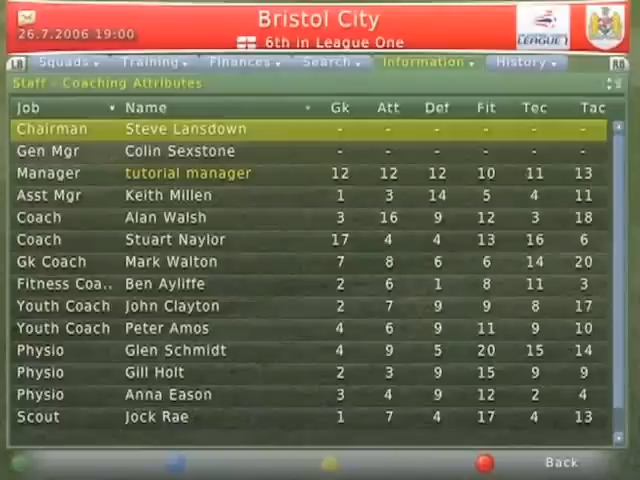 Bristol City
26.7.2006 19:00
6th in League One
LEAGUE 1
LB Squads Training Finances Search Information History RB
Staff - Coaching Attributes
Job Name Gk Att Def Fit Tec Tac
Chairman Steve Lansdown - - - - - -
Gen Mgr Colin Sexstone - - - - - -
Manager tutorial manager 12 12 12 10 11 13
Asst Mgr Keith Millen 1 3 14 5 4 11
Coach Alan Walsh 3 16 9 12 3 18
Coach Stuart Naylor 17 4 4 13 16 6
Gk Coach Mark Walton 7 8 6 6 14 20
Fitness Coa.. Ben Ayliffe 2 6 1 8 11 3
Youth Coach John Clayton 2 7 9 9 8 17
Youth Coach Peter Amos 4 6 9 11 9 10
Physio Glen Schmidt 4 9 5 20 15 14
Physio Gill Holt 2 3 9 15 9 9
Physio Anna Eason 3 4 9 12 2 4
Scout Jock Rae 1 7 4 17 4 13
Back